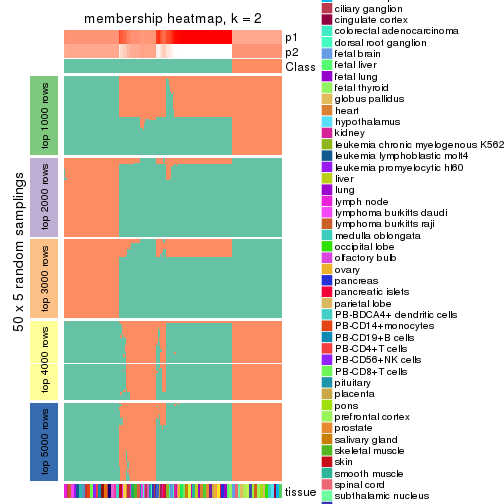 membership heatmap, k = 2
p1
p2
Class
50 x 5 random samplings
top 1000 rows
top 2000 rows
top 3000 rows
top 4000 rows
top 5000 rows
tissue
ciliary ganglion
cingulate cortex
colorectal adenocarcinoma
dorsal root ganglion
fetal brain
fetal liver
fetal lung
fetal thyroid
globus pallidus
heart
hypothalamus
kidney
leukemia chronic myelogenous K562
leukemia lymphoblastic molt4
leukemia promyelocytic hl60
liver
lung
lymph node
lymphoma burkitts daudi
lymphoma burkitts raji
medulla oblongata
occipital lobe
olfactory bulb
ovary
pancreas
pancreatic islets
parietal lobe
PB-BDCA4+ dendritic cells
PB-CD14+ monocytes
PB-CD19+ B cells
PB-CD4+ T cells
PB-CD56+ NK cells
PB-CD8+ T cells
pituitary
placenta
pons
prefrontal cortex
prostate
salivary gland
skeletal muscle
skin
smooth muscle
spinal cord
subthalamic nucleus